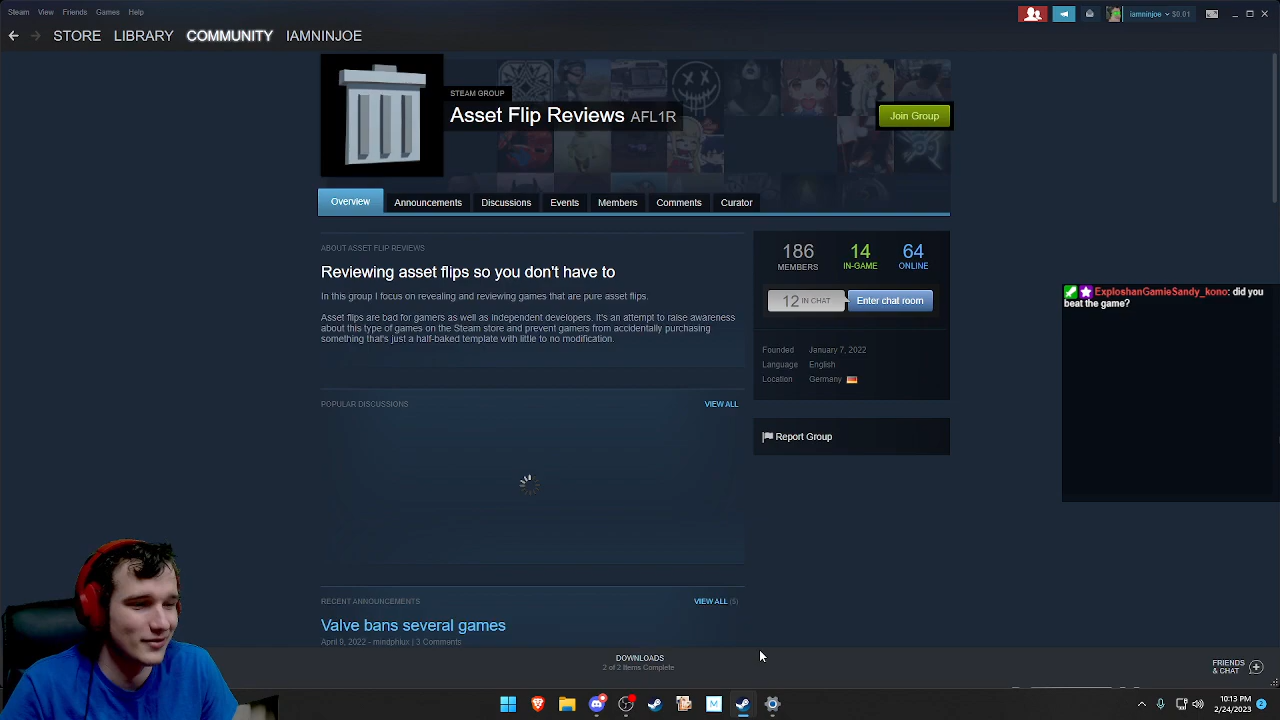 Steam View Friends Games Help
iamninjoe $0.01
STORE LIBRARY COMMUNITY IAMNINJOE
STEAM GROUP
Asset Flip Reviews AFL1R
Join Group
Overview Announcements Discussions Events Members Comments Curator
ABOUT ASSET FLIP REVIEWS
Reviewing asset flips so you don't have to
In this group I focus on revealing and reviewing games that are pure asset flips.
Asset flips are bad for gamers as well as independent developers. It's an attempt to raise awareness
about this type of games on the Steam store and prevent gamers from accidentally purchasing
something that's just a half-baked template with little to no modification.
186 14 64
MEMBERS IN-GAME ONLINE
12 IN CHAT Enter chat room
Founded January 7, 2022
Language English
Location Germany
Report Group
ExploshanGamieSandy_kono: did you
beat the game?
POPULAR DISCUSSIONS VIEW ALL
RECENT ANNOUNCEMENTS VIEW ALL (5)
Valve bans several games
April 9, 2022 - mindphlux | 3 Comments
DOWNLOADS
2 of 2 Items Complete
FRIENDS
& CHAT
M
10:13 PM
2/24/2023
2